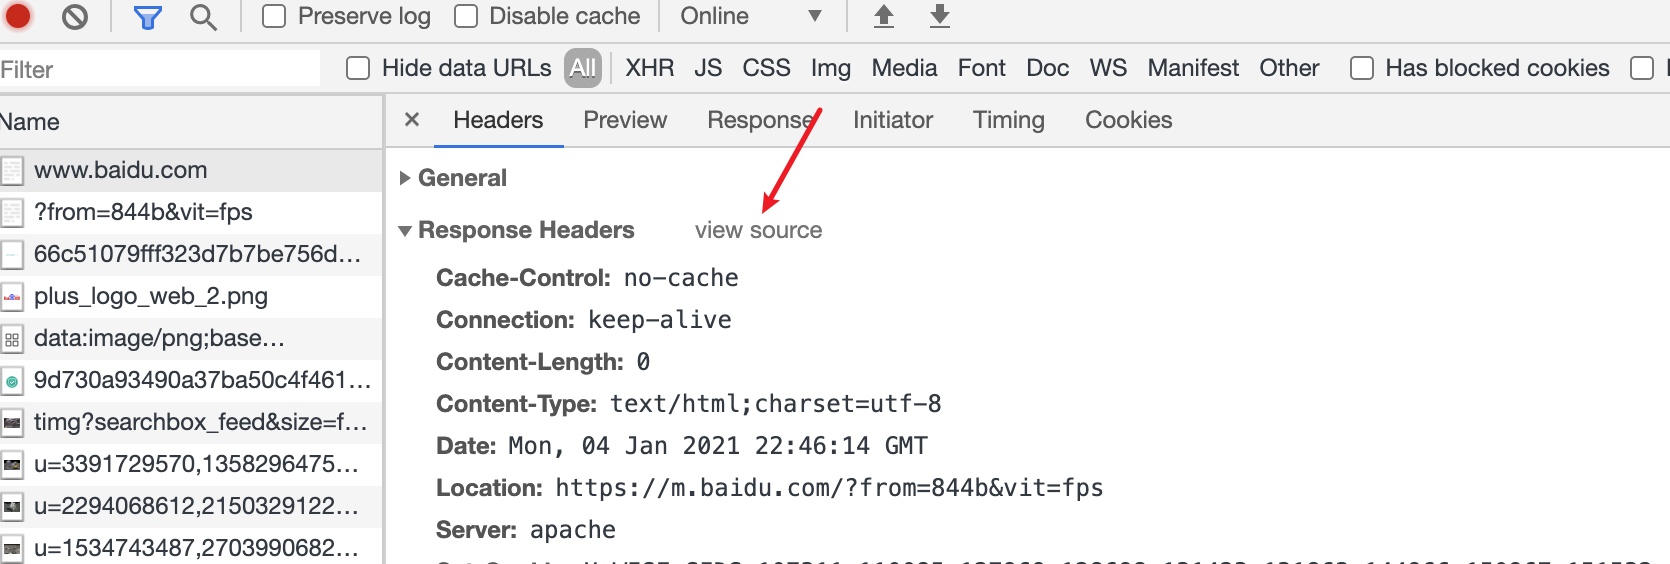 Preserve log Disable cache Online
Filter Hide data URLs All XHR JS CSS Img Media Font Doc WS Manifest Other Has blocked cookies
Name Headers Preview Response Initiator Timing Cookies
www.baidu.com
General
?from=844b&vit=fps
Response Headers view source
66c51079fff323d7b7be756d...
Cache-Control: no-cache
plus_logo_web_2.png
Connection: keep-alive
data:image/png;base...
Content-Length: 0
9d730a93490a37ba50c4f461...
Content-Type: text/html;charset=utf-8
timg?searchbox_feed&size=f...
Date: Mon, 04 Jan 2021 22:46:14 GMT
u=3391729570,1358296475...
Location: https://m.baidu.com/?from=844b&vit=fps
u=2294068612,2150329122...
Server: apache
u=1534743487,2703990682...